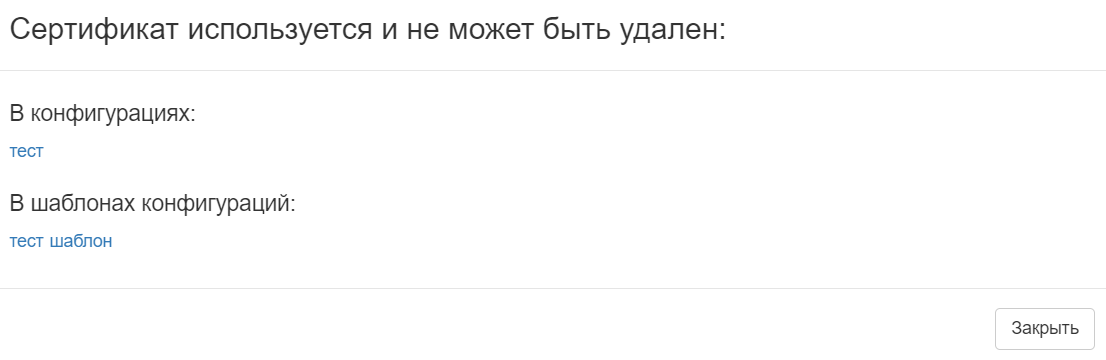 Сертификат используется и не может быть удален:
В конфигурациях:
тест
В шаблонах конфигураций:
тест шаблон
Закрыть